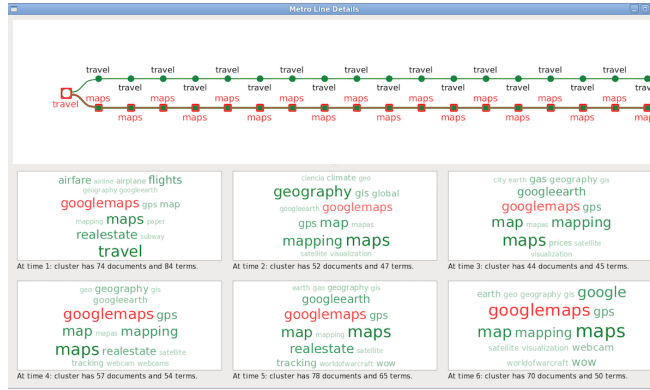 Metro Line Details
travel travel travel travel travel travel travel travel travel
travel travel travel travel travel travel travel travel trave
travel
maps maps maps maps maps maps maps maps maps
maps maps maps maps maps maps maps maps maps
airfare airline airplane flights
geography googleearth
googlemaps gps map
mapping maps paper
realestate subway
travel
At time 1: cluster has 74 documents and 84 terms.
ciencia climate geo
geography gis global
googleearth googlemaps
gps map mapas
mapping maps
satellite visualization
At time 2: cluster has 52 documents and 47 terms.
city earth gas geography gis
googleearth
googlemaps gps
map mapas mapping
maps prices satellite
visualization
At time 3: cluster has 44 documents and 45 terms.
geo geography gis
googleearth
googlemaps gps
map mapas mapping
maps realestate satellite
tracking webcam webcams
At time 4: cluster has 57 documents and 54 terms.
earth geo geography gis
googleearth
googlemaps gps
map mapping maps
realestate satellite
tracking worldofwarcraft wow
At time 5: cluster has 78 documents and 65 terms.
earth geo geography gis google
googlemaps gps
map mapping maps
satellite visualization webcam
worldofwarcraft wow
At time 6: cluster has 70 documents and 50 terms.